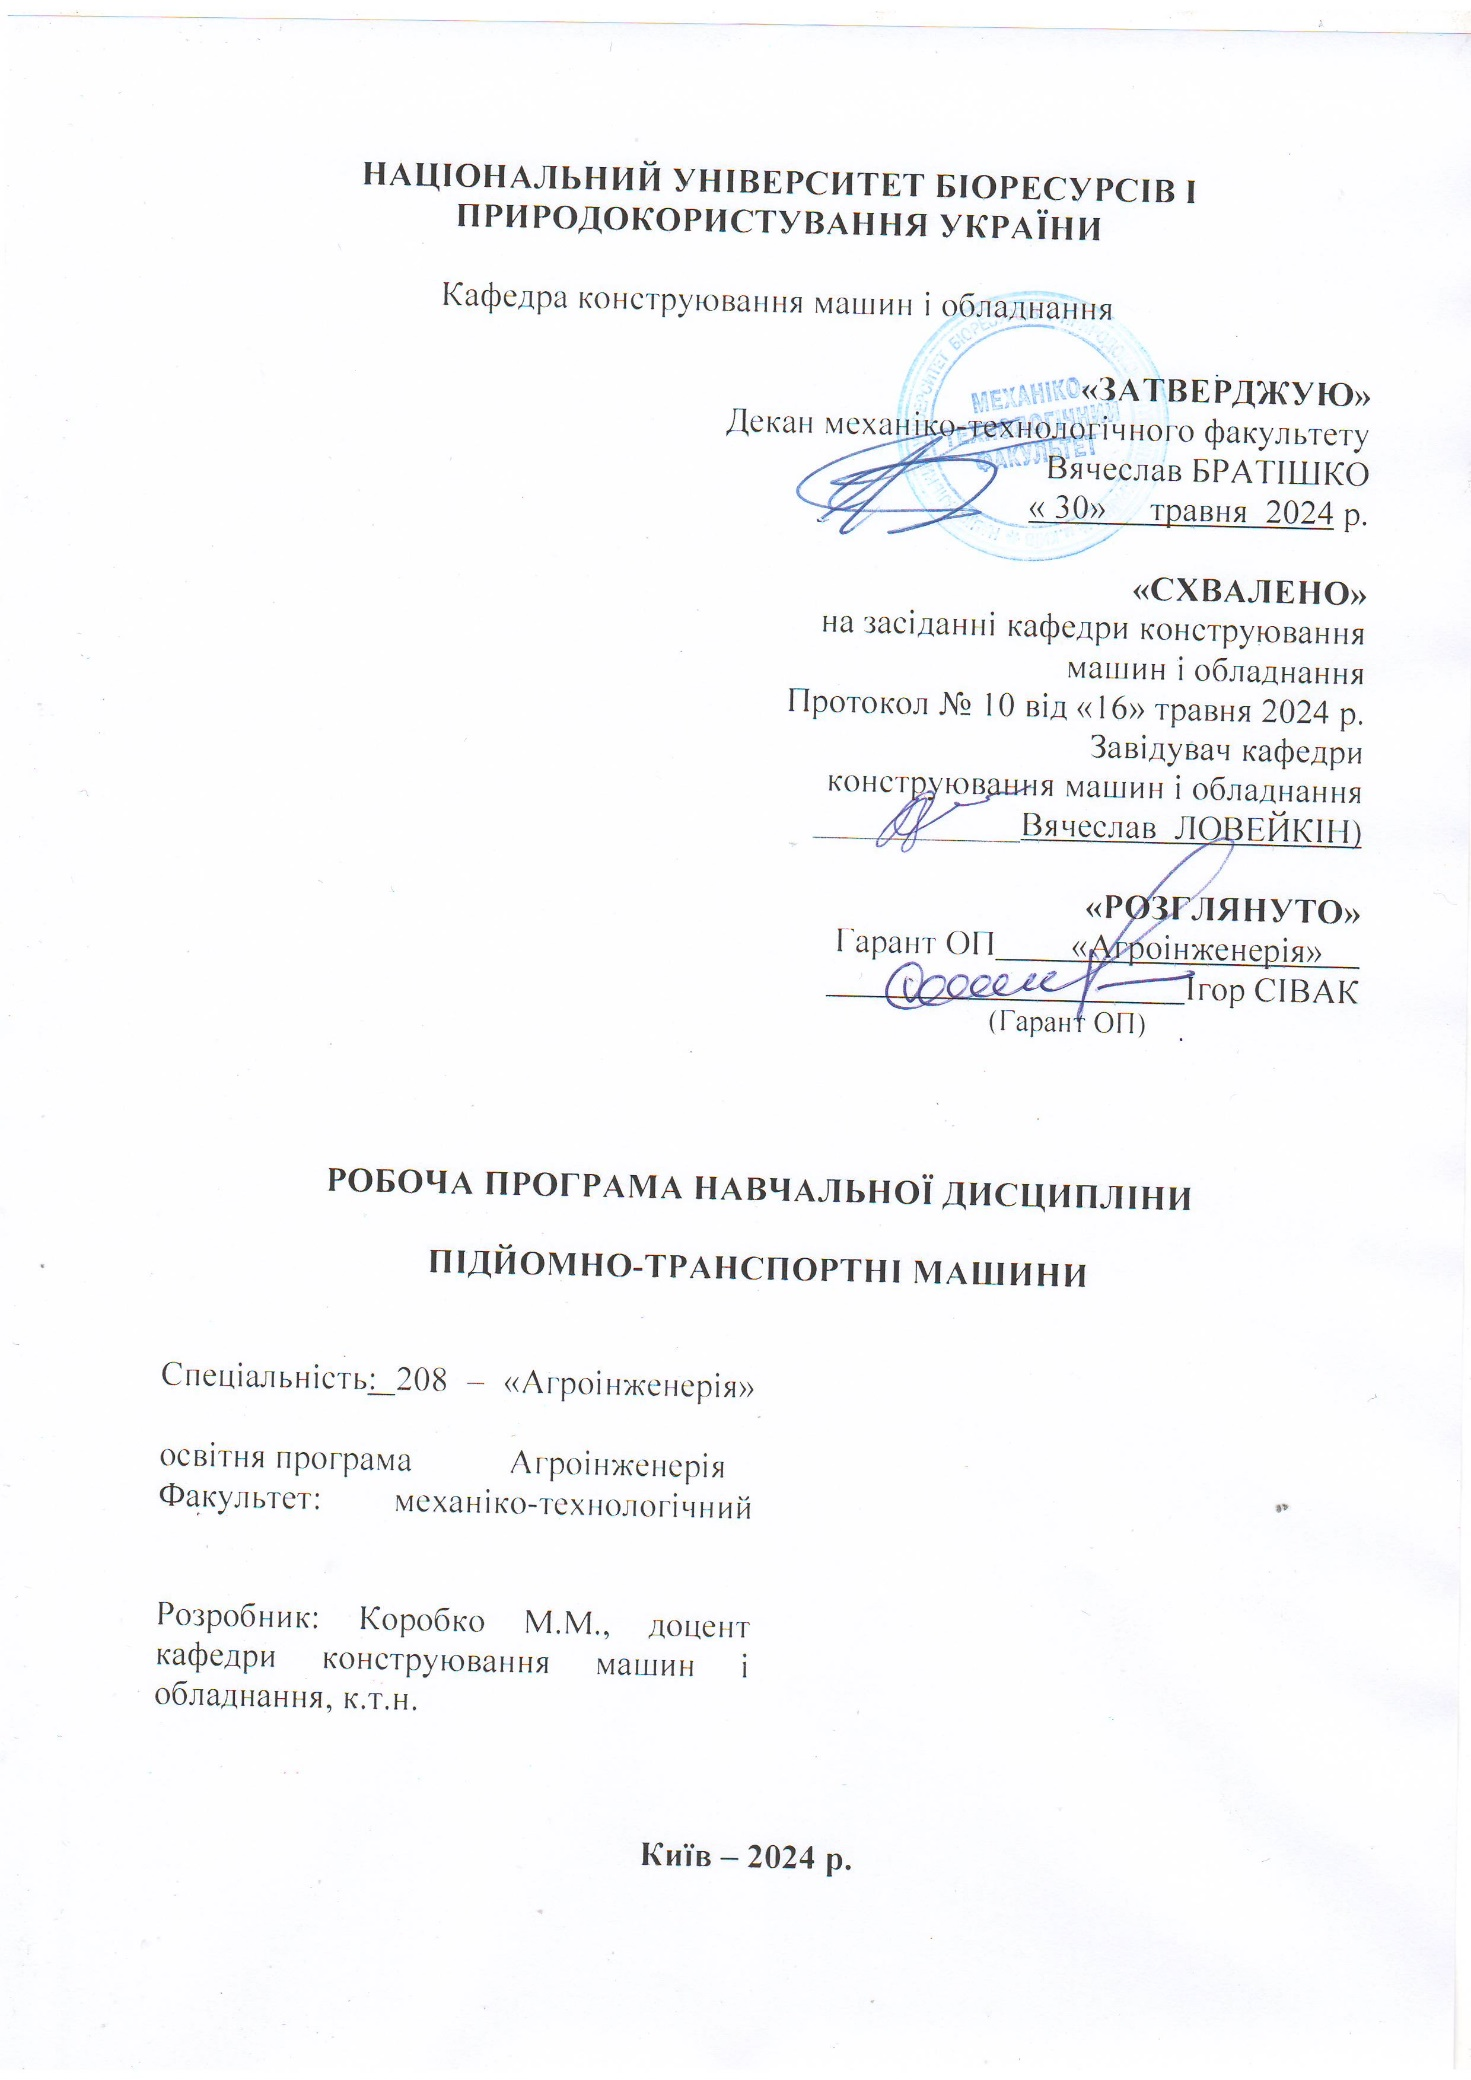 НАЦІОНАЛЬНИЙ УНІВЕРСИТЕТ БІОРЕСУРСІВ І
ПРИРОДОКОРИСТУВАННЯ УКРАЇНИ
Кафедра конструювання машин і обладнання
«ЗАТВЕРДЖУЮ»
Декан механіко-технологічного факультету
Вячеслав БРАТІШКО
« 30» травня 2024 р.
МЕХАНІКО-
ТЕХНОЛОГІЧНИЙ
ФАКУЛЬТЕТ
«СХВАЛЕНО»
на засіданні кафедри конструювання
машин і обладнання
Протокол № 10 від «16» травня 2024 р.
Завідувач кафедри
конструювання машин і обладнання
Вячеслав ЛОВЕЙКІН)
«РОЗГЛЯНУТО»
Гарант ОП «Агроінженерія»
Ігор СІВАК
(Гарант ОП)
РОБОЧА ПРОГРАМА НАВЧАЛЬНОЇ ДИСЦИПЛІНИ
ПІДЙОМНО-ТРАНСПОРТНІ МАШИНИ
Спеціальність: 208 – «Агроінженерія»
освітня програма Агроінженерія
Факультет: механіко-технологічний
Розробник: Коробко М.М., доцент
кафедри конструювання машин і
обладнання, к.т.н.
Київ – 2024 р.